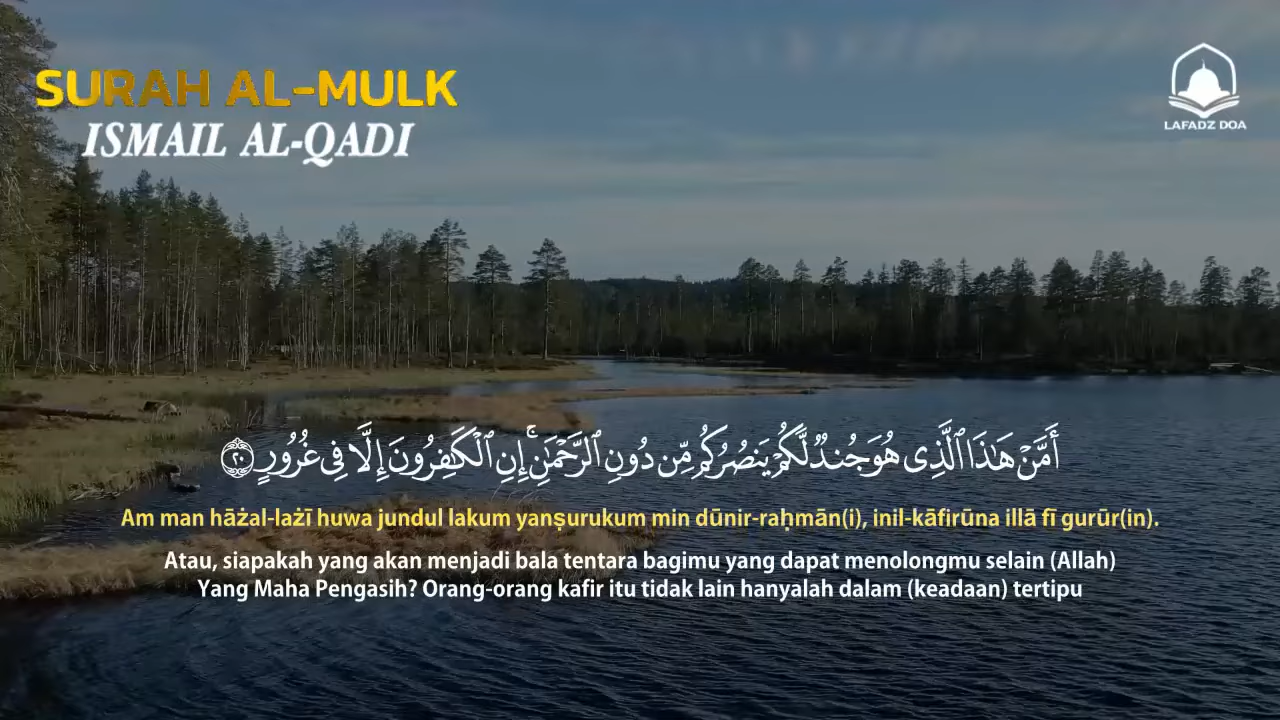 SURAH AL-MULK
ISMAIL AL-QADI
LAFADZ DOA
أَمَّنْ هَٰذَا ٱلَّذِى هُوَ جُندٌ لَّكُمْ يَنصُرُكُم مِّن دُونِ ٱلرَّحْمَٰنِ ۚ إِنِ ٱلْكَٰفِرُونَ إِلَّا فِى غُرُورٍ ٢٠
Am man hāżal-lażī huwa jundul lakum yanṣurukum min dūnir-raḥmān(i), inil-kāfirūna illā fī gurūr(in).
Atau, siapakah yang akan menjadi bala tentara bagimu yang dapat menolongmu selain (Allah)
Yang Maha Pengasih? Orang-orang kafir itu tidak lain hanyalah dalam (keadaan) tertipu